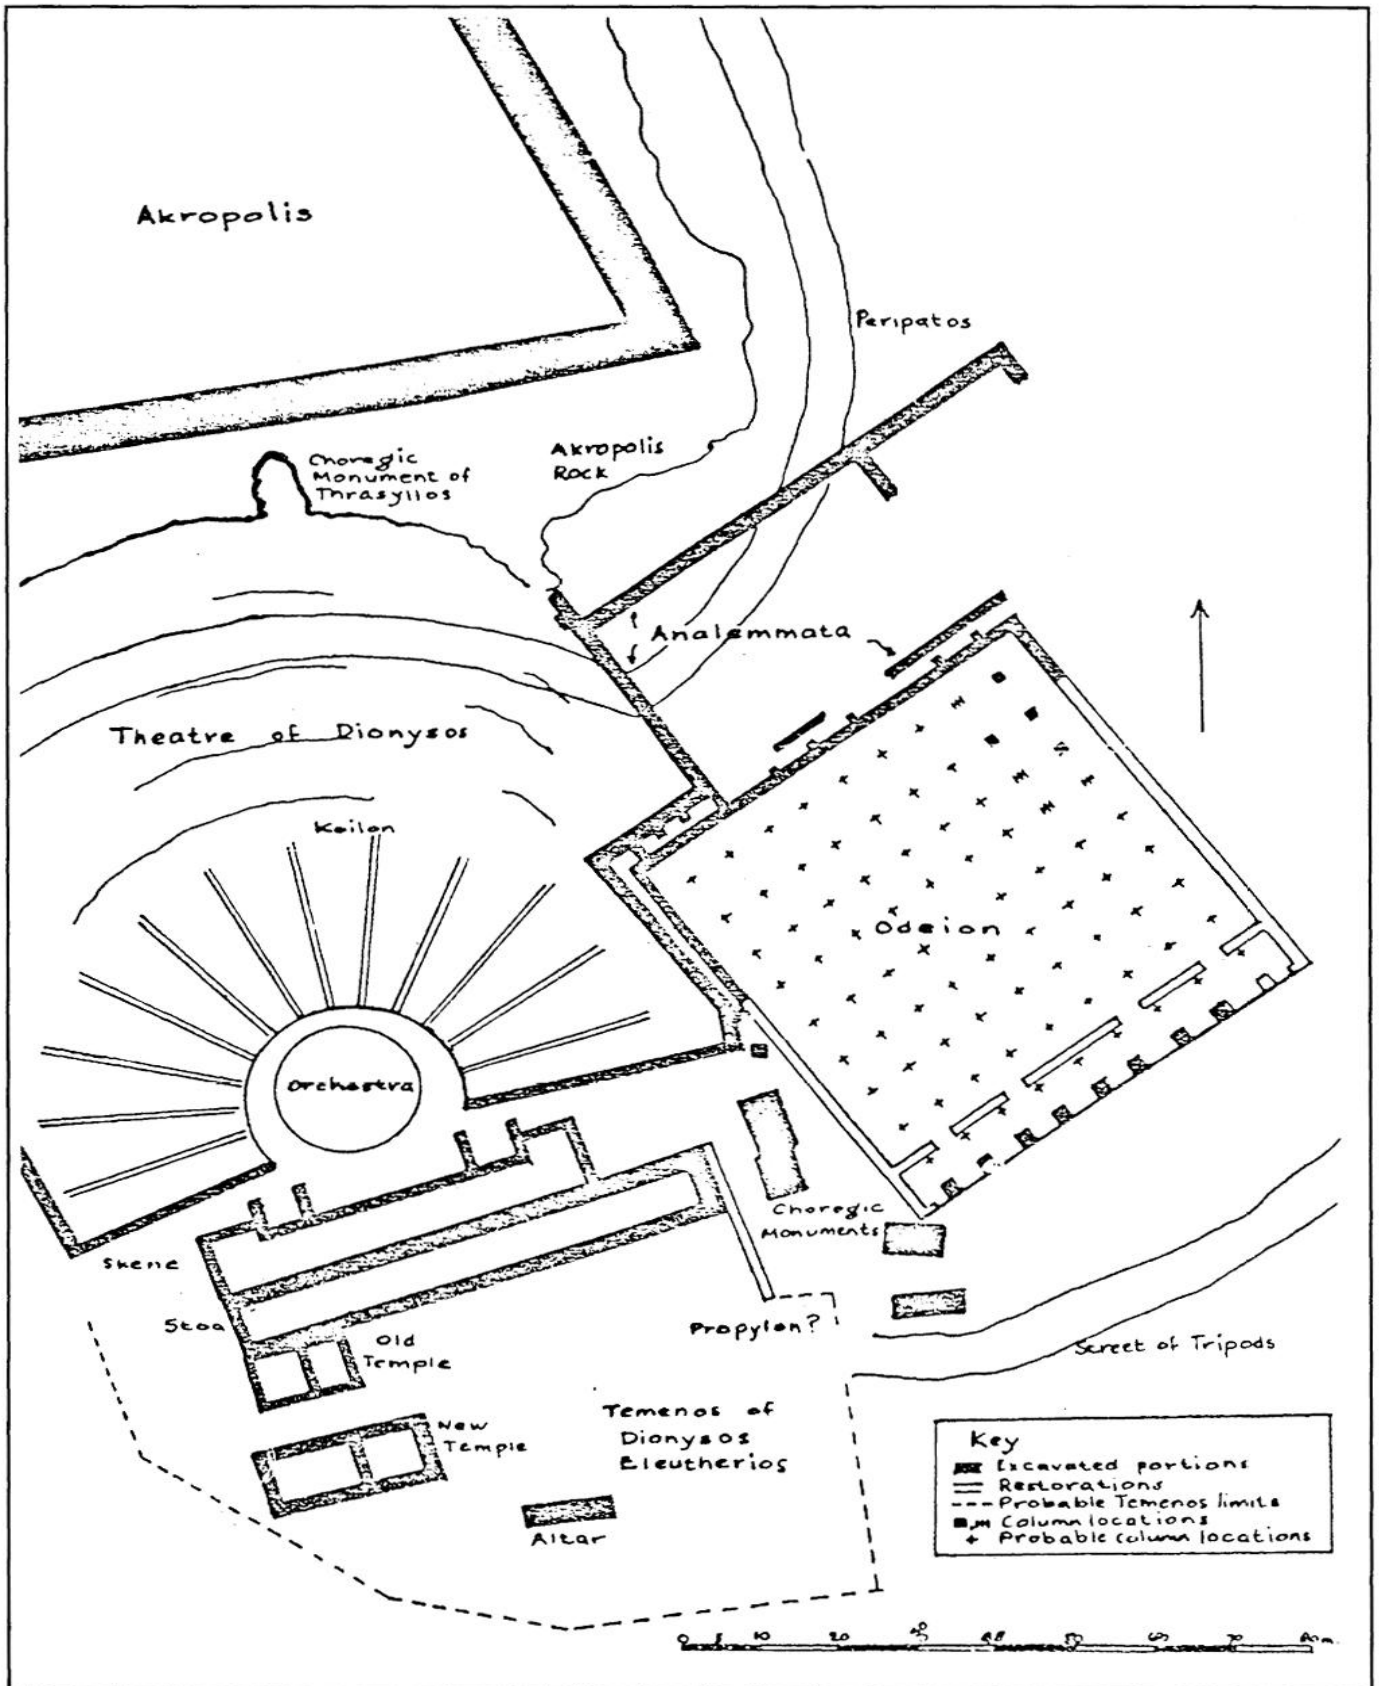 Akropolis
Peripatos
Choregic
Monument of
Thrasyllos
Akropolis
Rock
Analemmata
Theatre of Dionysos
Koilon
Odeion
Orchestra
Choregic
Monuments
Skene
Stoa
Propylon?
Old
Temple
Street of Tripods
New
Temple
Temenos of
Dionysos
Eleutherios
Altar
Key
Excavated portions
Restorations
Probable Temenos limits
Column locations
Probable column locations
0 5 10 20 30 40 50 60 70 80 m.